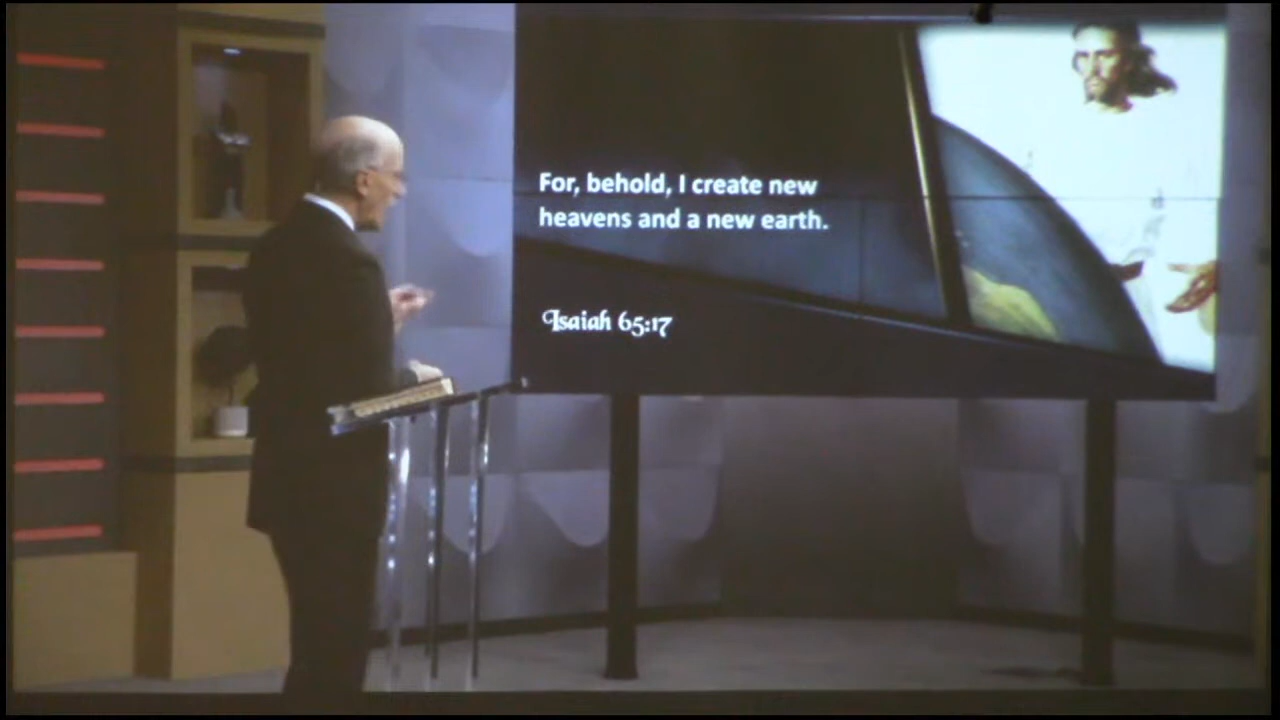 For, behold, I create new
heavens and a new earth.
Isaiah 65:17